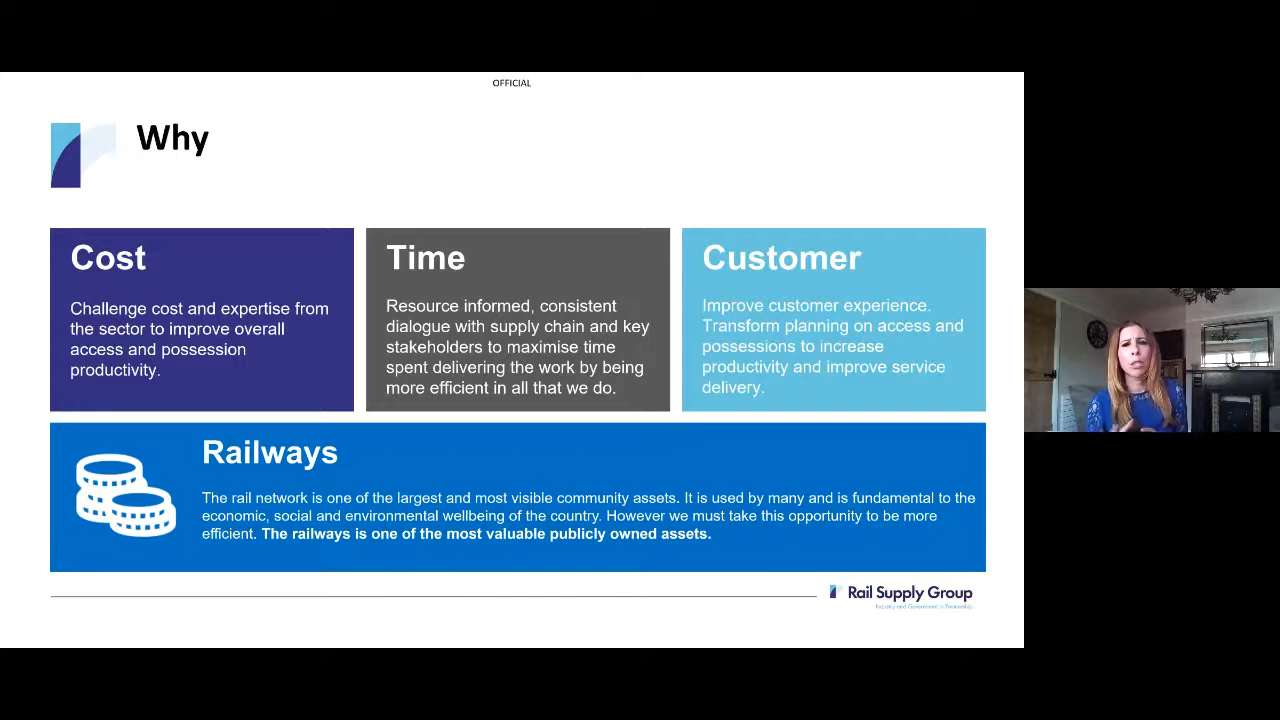 OFFICIAL
Why
Cost
Challenge cost and expertise from
the sector to improve overall
access and possession
productivity.
Time
Resource informed, consistent
dialogue with supply chain and key
stakeholders to maximise time
spent delivering the work by being
more efficient in all that we do.
Customer
Improve customer experience.
Transform planning on access and
possessions to increase
productivity and improve service
delivery.
Railways
The rail network is one of the largest and most visible community assets. It is used by many and is fundamental to the
economic, social and environmental wellbeing of the country. However we must take this opportunity to be more
efficient. The railways is one of the most valuable publicly owned assets.
Rail Supply Group
Industry and Government in Partnership